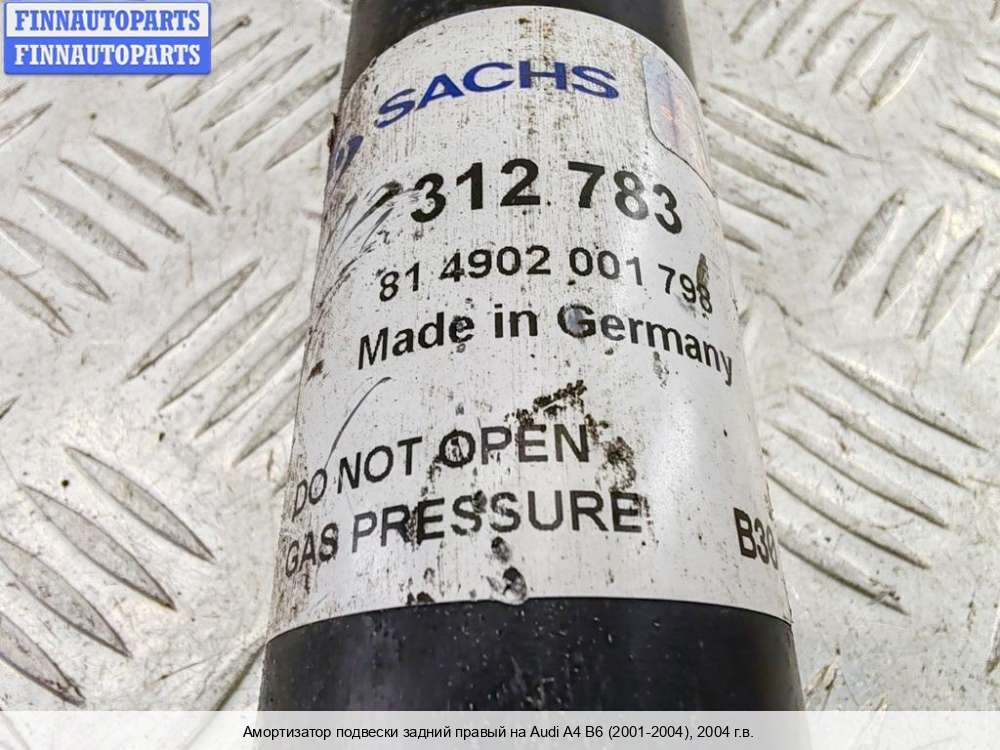 FINNAUTOPARTS
FINNAUTOPARTS
SACHS
312 783
81 4902 001 798
Made in Germany
DO NOT OPEN
GAS PRESSURE
B30
Амортизатор подвески задний правый на Audi A4 B6 (2001-2004), 2004 г.в.